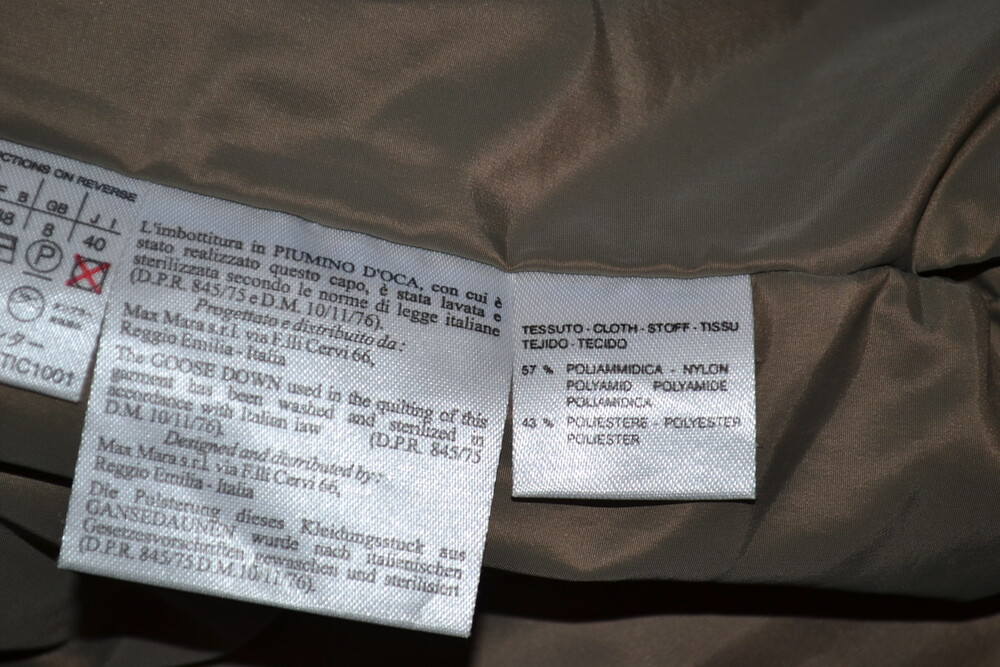 CTIONS ON REVERSE
F B GB J I
38 8 40
P
TIC1001
L'imbottitura in PIUMINO D'OCA, con cui è
stato realizzato questo capo, è stata lavata e
sterilizzata secondo le norme di legge italiane
(D.P.R. 845/75 e D.M. 10/11/76).
Progettato e distribuito da :
Max Mara s.r.l. via F.lli Cervi 66,
Reggio Emilia - Italia
The GOOSE DOWN used in the quilting of this
garment has been washed and sterilized in
accordance with Italian law (D.P.R. 845/75
D.M. 10/11/76).
Designed and distributed by :
Max Mara s.r.l. via F.lli Cervi 66,
Reggio Emilia - Italia
Die Pulsterung dieses Kleidungsstuck aus
GANSEDAUNEN, wurde nach italienischen
Gesetzesvorschriften gewaschen und sterilisiert
(D.P.R. 845/75 D.M. 10/11/76).
TESSUTO - CLOTH - STOFF - TISSU
TEJIDO - TECIDO
57 % POLIAMMIDICA - NYLON
POLYAMID POLYAMIDE
POLIAMIDICA
43 % POLIESTERE - POLYESTER
POLIESTER